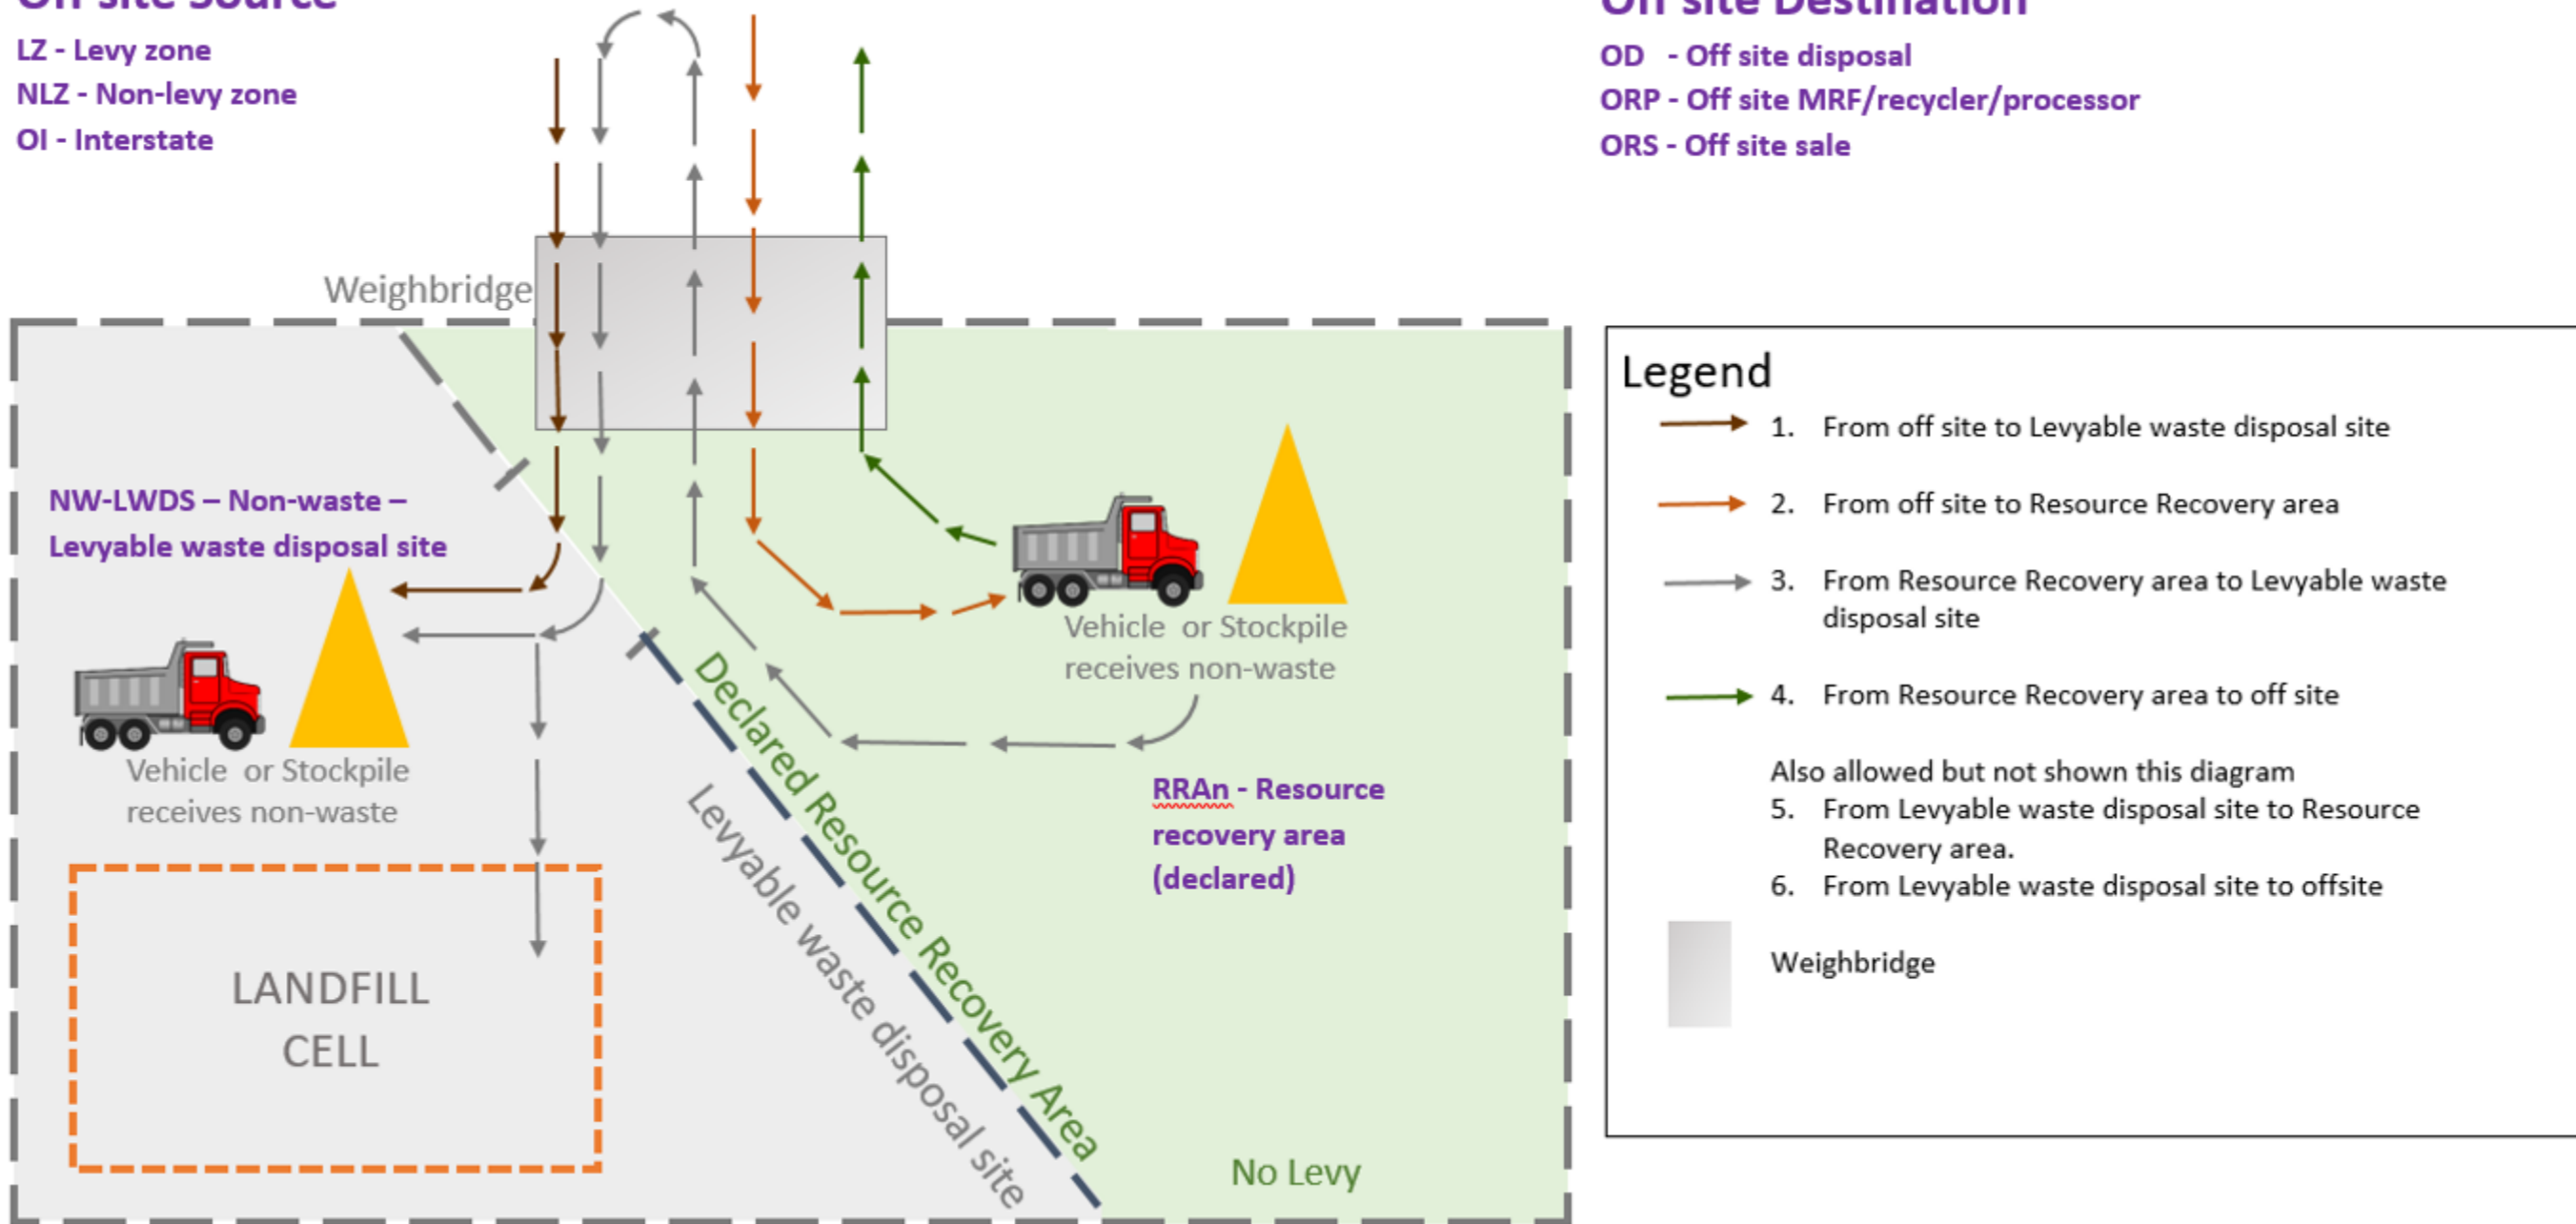 Off site Source
LZ - Levy zone
NLZ - Non-levy zone
OI - Interstate
Off site Destination
OD - Off site disposal
ORP - Off site MRF/recycler/processor
ORS - Off site sale
Weighbridge
NW-LWDS – Non-waste –
Levyable waste disposal site
Vehicle or Stockpile
receives non-waste
Vehicle or Stockpile
receives non-waste
RRAn - Resource
recovery area
(declared)
Declared Resource Recovery Area
Levyable waste disposal site
LANDFILL
CELL
No Levy
Legend
1. From off site to Levyable waste disposal site
2. From off site to Resource Recovery area
3. From Resource Recovery area to Levyable waste
disposal site
4. From Resource Recovery area to off site
Also allowed but not shown this diagram
5. From Levyable waste disposal site to Resource
Recovery area.
6. From Levyable waste disposal site to offsite
Weighbridge